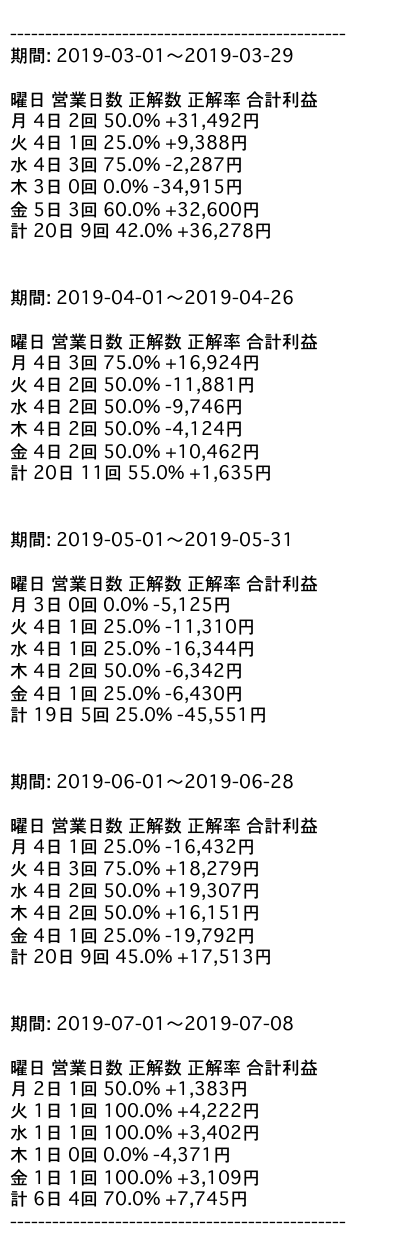 ------------------------------------------------
期間: 2019-03-01〜2019-03-29
曜日 営業日数 正解数 正解率 合計利益
月 4日 2回 50.0% +31,492円
火 4日 1回 25.0% +9,388円
水 4日 3回 75.0% -2,287円
木 3日 0回 0.0% -34,915円
金 5日 3回 60.0% +32,600円
計 20日 9回 42.0% +36,278円
期間: 2019-04-01〜2019-04-26
曜日 営業日数 正解数 正解率 合計利益
月 4日 3回 75.0% +16,924円
火 4日 2回 50.0% -11,881円
水 4日 2回 50.0% -9,746円
木 4日 2回 50.0% -4,124円
金 4日 2回 50.0% +10,462円
計 20日 11回 55.0% +1,635円
期間: 2019-05-01〜2019-05-31
曜日 営業日数 正解数 正解率 合計利益
月 3日 0回 0.0% -5,125円
火 4日 1回 25.0% -11,310円
水 4日 1回 25.0% -16,344円
木 4日 2回 50.0% -6,342円
金 4日 1回 25.0% -6,430円
計 19日 5回 25.0% -45,551円
期間: 2019-06-01〜2019-06-28
曜日 営業日数 正解数 正解率 合計利益
月 4日 1回 25.0% -16,432円
火 4日 3回 75.0% +18,279円
水 4日 2回 50.0% +19,307円
木 4日 2回 50.0% +16,151円
金 4日 1回 25.0% -19,792円
計 20日 9回 45.0% +17,513円
期間: 2019-07-01〜2019-07-08
曜日 営業日数 正解数 正解率 合計利益
月 2日 1回 50.0% +1,383円
火 1日 1回 100.0% +4,222円
水 1日 1回 100.0% +3,402円
木 1日 0回 0.0% -4,371円
金 1日 1回 100.0% +3,109円
計 6日 4回 70.0% +7,745円
------------------------------------------------